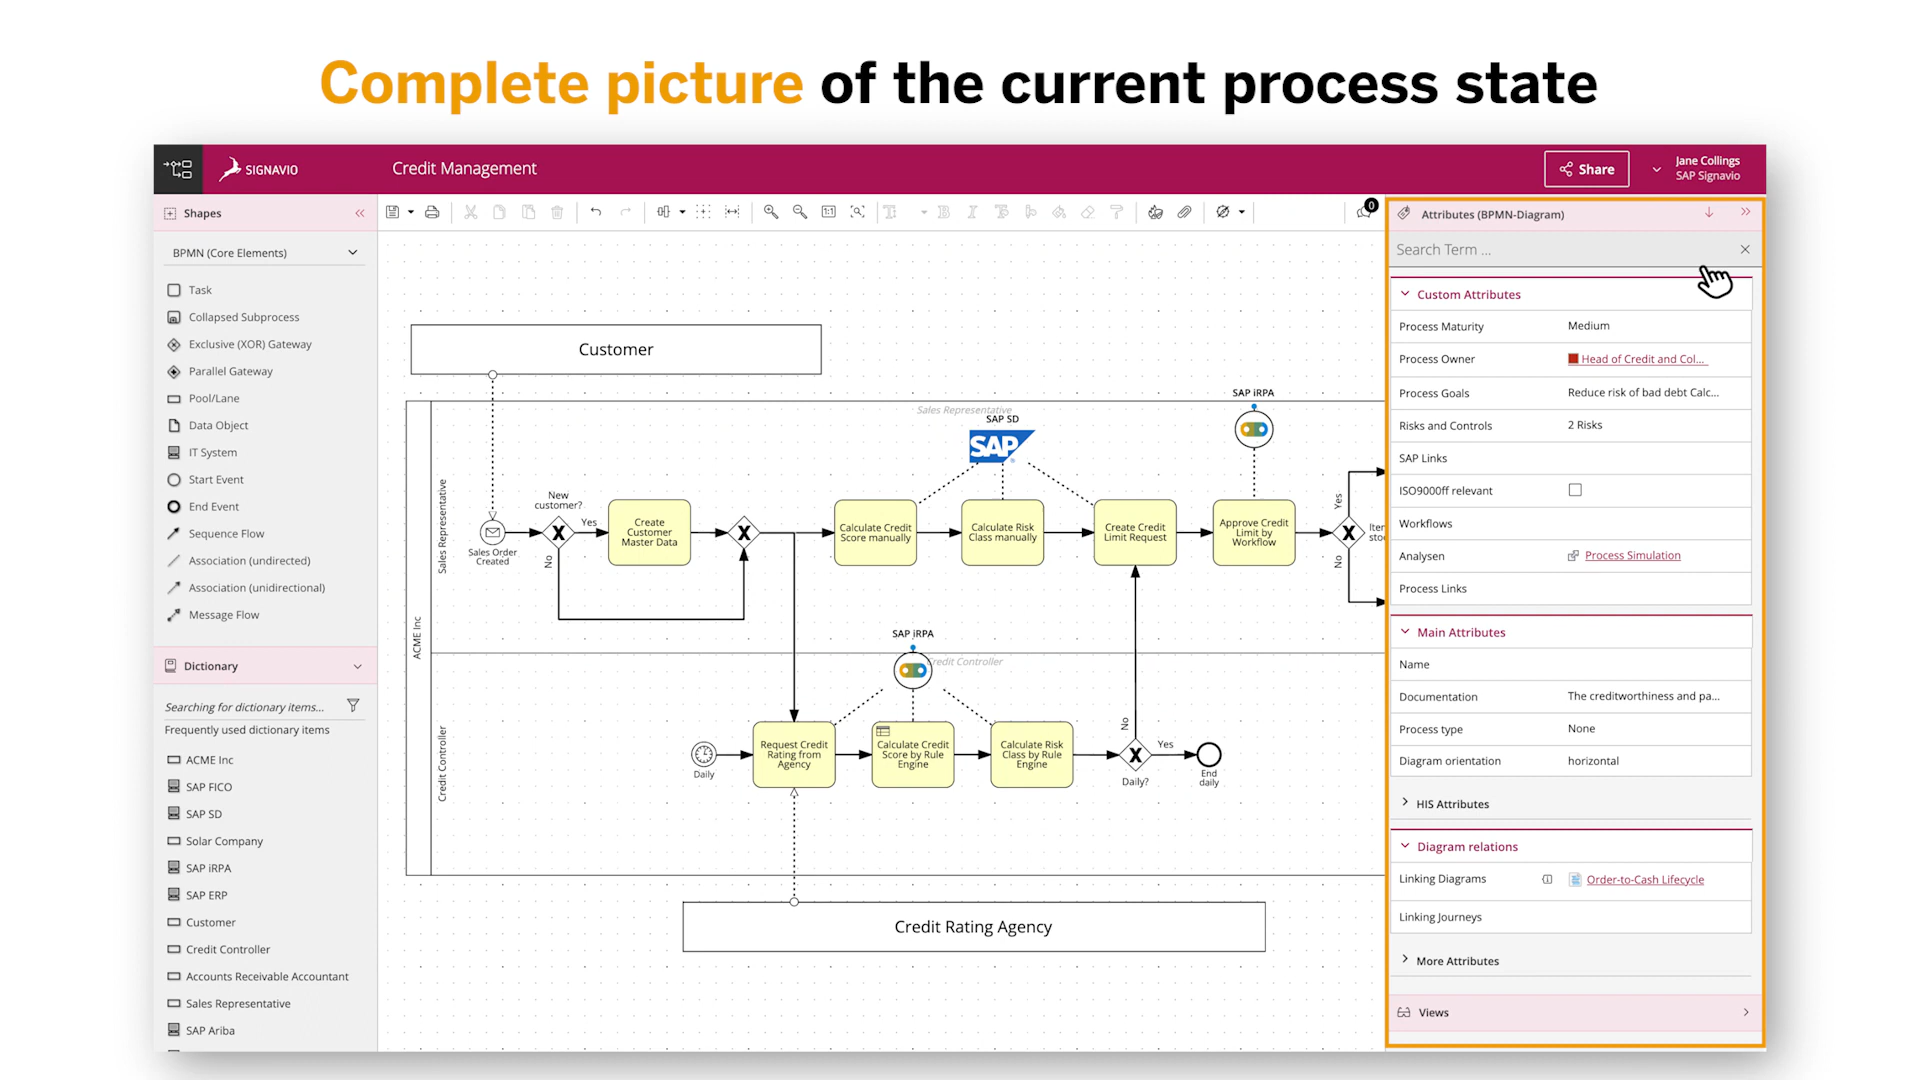 Complete picture of the current process state
SIGNAVIO
Credit Management
Share
Jane Collings
SAP Signavio
Shapes
BPMN (Core Elements)
Task
Collapsed Subprocess
Exclusive (XOR) Gateway
Parallel Gateway
Pool/Lane
Data Object
IT System
Start Event
End Event
Sequence Flow
Association (undirected)
Association (unidirectional)
Message Flow
Dictionary
Searching for dictionary items...
Frequently used dictionary items
ACME Inc
SAP FICO
SAP SD
Solar Company
SAP iRPA
SAP ERP
Customer
Credit Controller
Accounts Receivable Accountant
Sales Representative
SAP Ariba
1:1
B
I
0
Customer
ACME Inc
Sales Representative
Sales Representative
SAP SD
SAP
SAP iRPA
Sales Order
Created
New
customer?
X
Yes
No
Create
Customer
Master Data
X
Calculate Credit
Score manually
Calculate Risk
Class manually
Create Credit
Limit Request
Approve Credit
Limit by
Workflow
X
Yes
No
Iter
stoc
Credit Controller
SAP iRPA
Credit Controller
Daily
Request Credit
Rating from
Agency
Calculate Credit
Score by Rule
Engine
Calculate Risk
Class by Rule
Engine
X
No
Yes
Daily?
End
daily
Credit Rating Agency
Attributes (BPMN-Diagram)
Search Term ...
Custom Attributes
Process Maturity Medium
Process Owner Head of Credit and Col...
Process Goals Reduce risk of bad debt Calc...
Risks and Controls 2 Risks
SAP Links
ISO9000ff relevant
Workflows
Analysen Process Simulation
Process Links
Main Attributes
Name
Documentation The creditworthiness and pa...
Process type None
Diagram orientation horizontal
HIS Attributes
Diagram relations
Linking Diagrams Order-to-Cash Lifecycle
Linking Journeys
More Attributes
Views